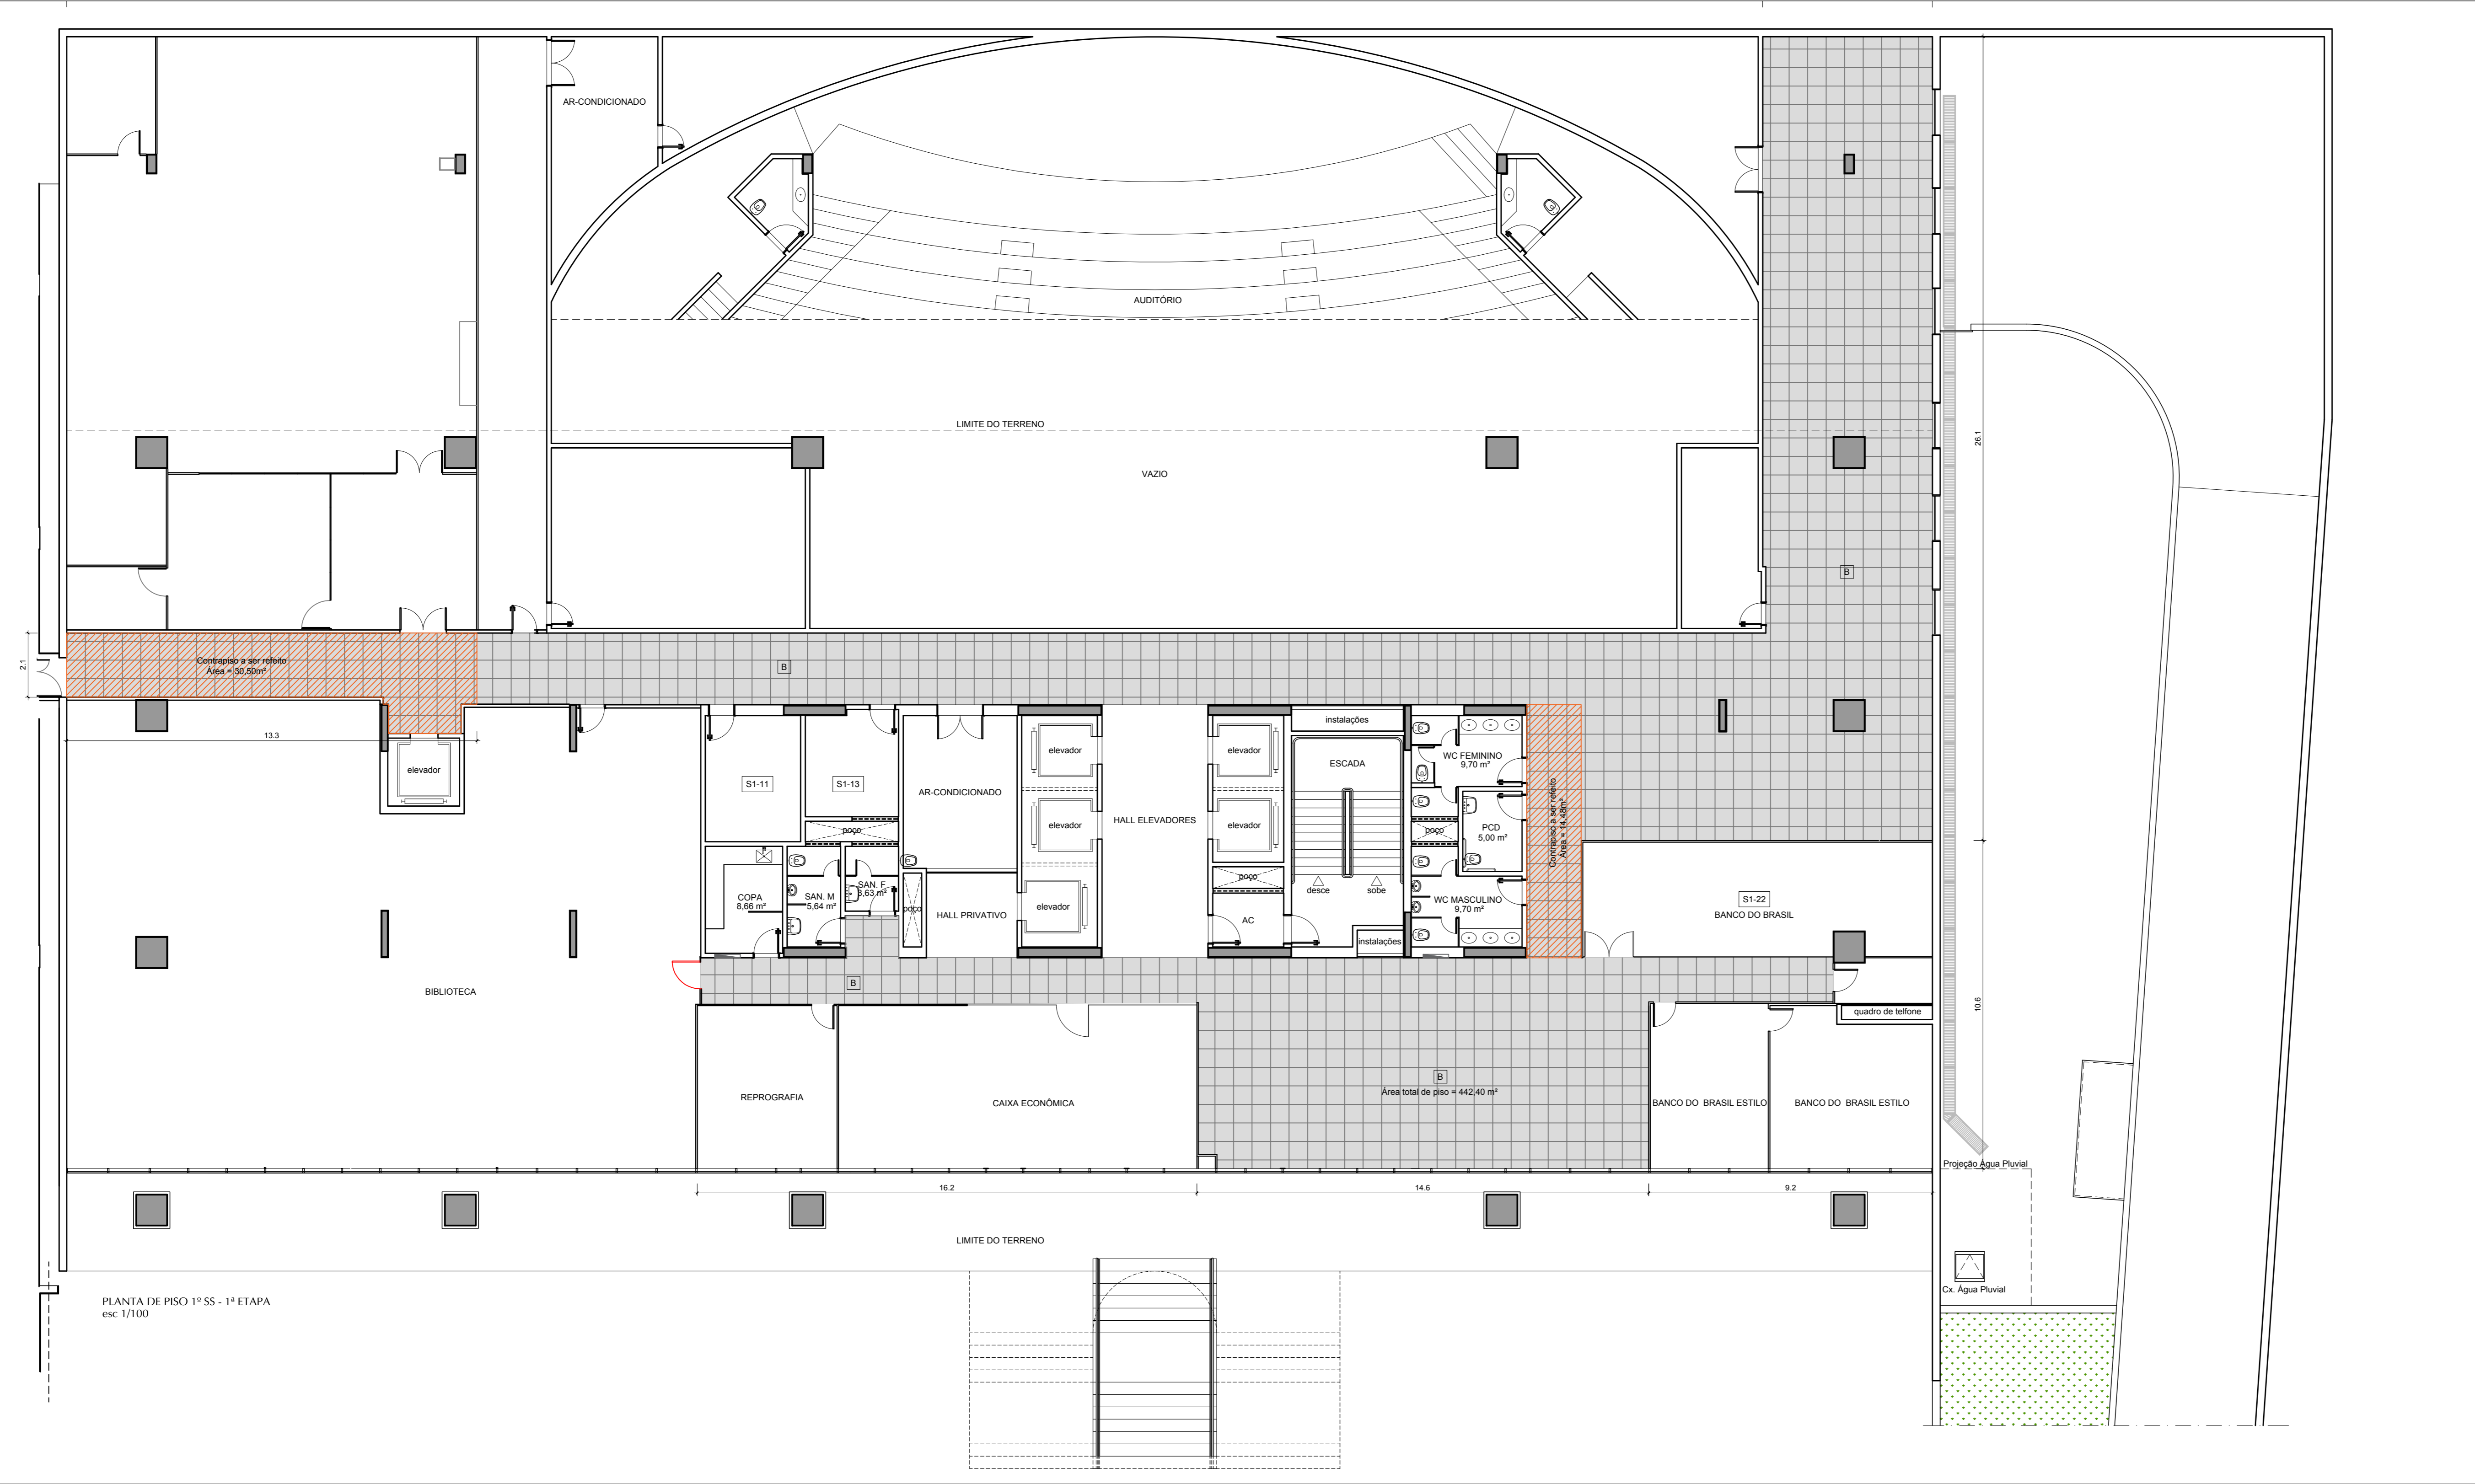 AR-CONDICIONADO
AUDITÓRIO
LIMITE DO TERRENO
26.1
VAZIO
B
2.1
Contrapiso a ser refeito
Área = 30,50m²
B
13.3
elevador
S1-11
S1-13
AR-CONDICIONADO
elevador
elevador
elevador
HALL ELEVADORES
elevador
elevador
instalações
ESCADA
WC FEMININO
9,70 m²
PCD
5,00 m²
poço
Contrapiso a ser refeito
Área = 14,48m²
poço
poço
COPA
8,66 m²
SAN. M
5,64 m²
SAN. F
3,63 m²
poço
HALL PRIVATIVO
AC
desce
sobe
WC MASCULINO
9,70 m²
instalações
S1-22
BANCO DO BRASIL
BIBLIOTECA
B
10.6
quadro de telfone
REPROGRAFIA
CAIXA ECONÔMICA
B
Área total de piso = 442,40 m²
BANCO DO BRASIL ESTILO
BANCO DO BRASIL ESTILO
Projeção Água Pluvial
16.2
14.6
9.2
LIMITE DO TERRENO
Cx. Água Pluvial
PLANTA DE PISO 1º SS - 1ª ETAPA
esc 1/100